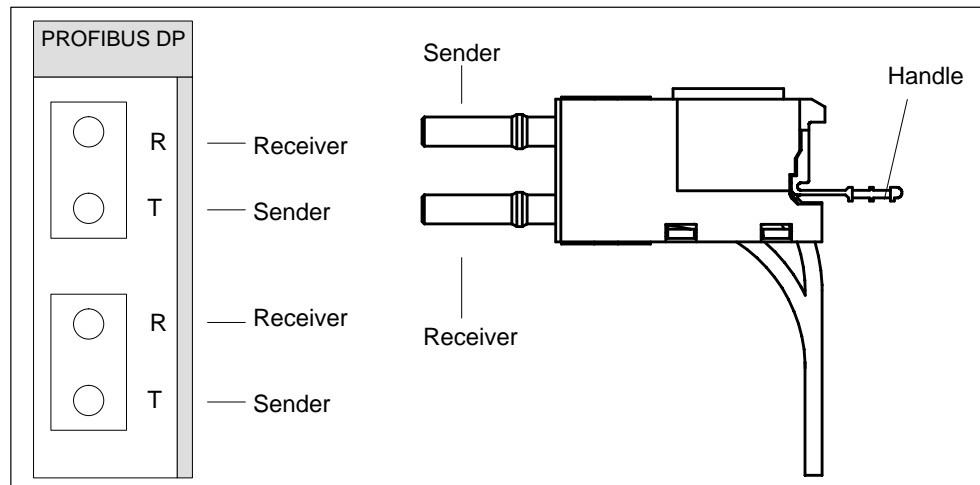 PROFIBUS DP
R
Receiver
T
Sender
R
Receiver
T
Sender
Sender
Handle
Receiver